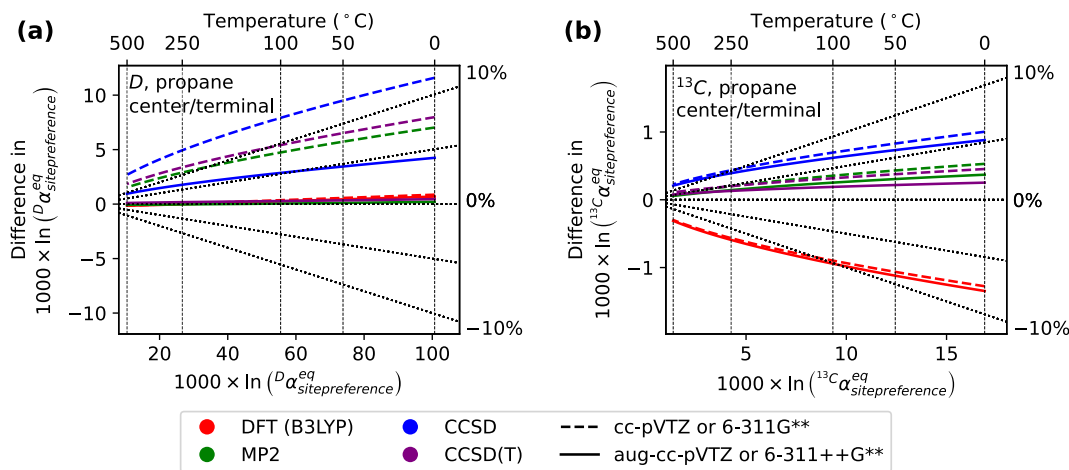 (a)
Temperature (°C)
500 250 100 50 0
D, propane
center/terminal
Difference in
1000 × ln (ᴰα^{eq}_{sitepreference})
10
5
0
−5
−10
10%
0%
−10%
20 40 60 80 100
1000 × ln (ᴰα^{eq}_{sitepreference})
(b)
Temperature (°C)
500 250 100 50 0
¹³C, propane
center/terminal
Difference in
1000 × ln (^{13C}α^{eq}_{sitepreference})
1
0
−1
10%
0%
−10%
5 10 15
1000 × ln (^{13C}α^{eq}_{sitepreference})
DFT (B3LYP)
MP2
CCSD
CCSD(T)
cc-pVTZ or 6-311G**
aug-cc-pVTZ or 6-311++G**